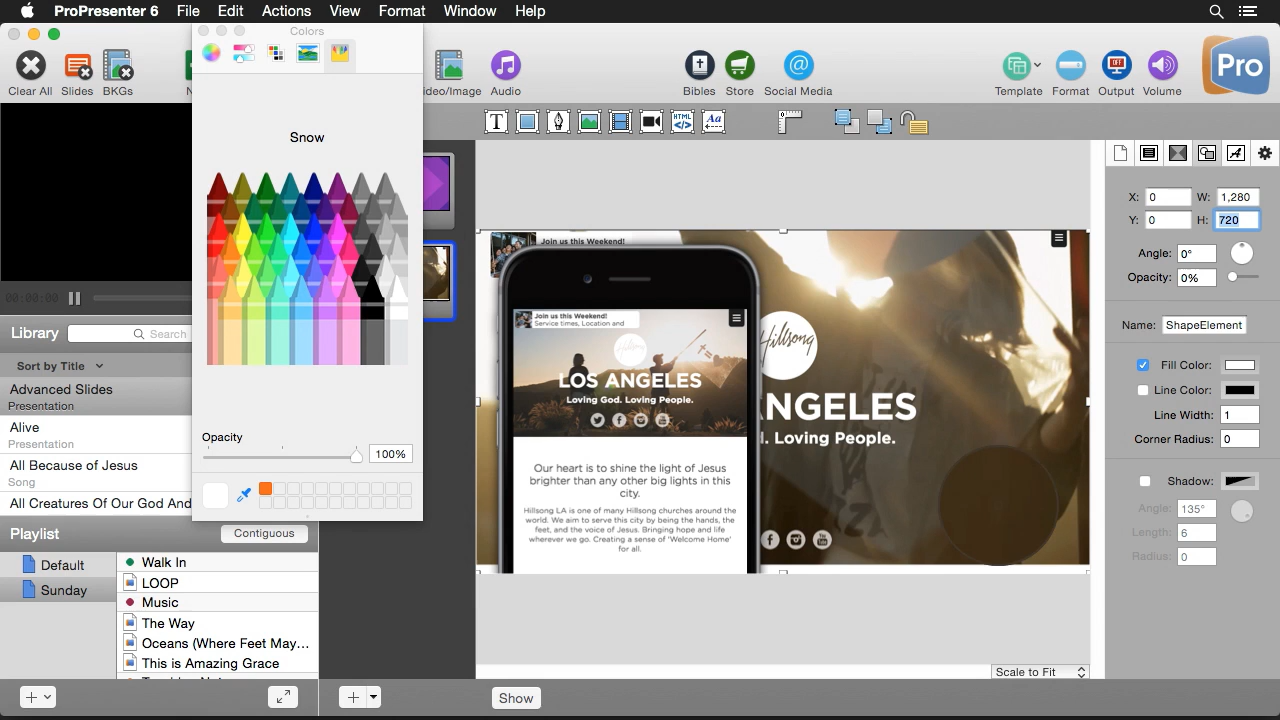 ProPresenter 6 File Edit Actions View Format Window Help
Colors
Clear All Slides BKGs Audio Bibles Store Social Media Template Format Output Volume
Pro
Snow
Opacity
100%
00:00:00
Library
Search
Sort by Title
Advanced Slides
Presentation
Alive
Presentation
All Because of Jesus
Song
All Creatures Of Our God And
Playlist
Contiguous
Default
Sunday
Walk In
LOOP
Music
The Way
Oceans (Where Feet May...
This is Amazing Grace
Show
T
HTML
Aa
Join us this Weekend!
Join us this Weekend!
Service times, Location and
LOS ANGELES
Loving God. Loving People.
Our heart is to shine the light of Jesus
brighter than any other big lights in this
city.
Hillsong LA is one of many Hillsong churches around the
world. We aim to serve this city by being the hands, the
feet, and the voice of Jesus. Bringing hope and life
wherever we go. Creating a sense of 'Welcome Home'
for all.
Hillsong
NGELES
. Loving People.
You
Tube
Scale to Fit
X: 0 W: 1,280
Y: 0 H: 720
Angle: 0°
Opacity: 0%
Name: ShapeElement
Fill Color:
Line Color:
Line Width: 1
Corner Radius: 0
Shadow:
Angle: 135°
Length: 6
Radius: 0